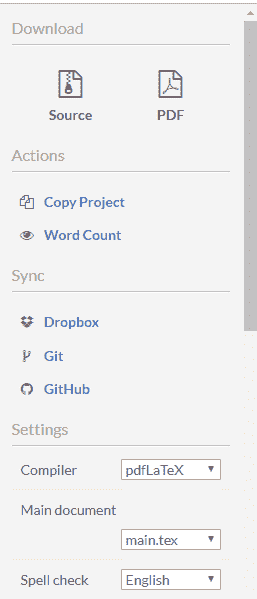 Download
Source PDF
Actions
Copy Project
Word Count
Sync
Dropbox
Git
GitHub
Settings
Compiler pdfLaTeX
Main document
main.tex
Spell check English